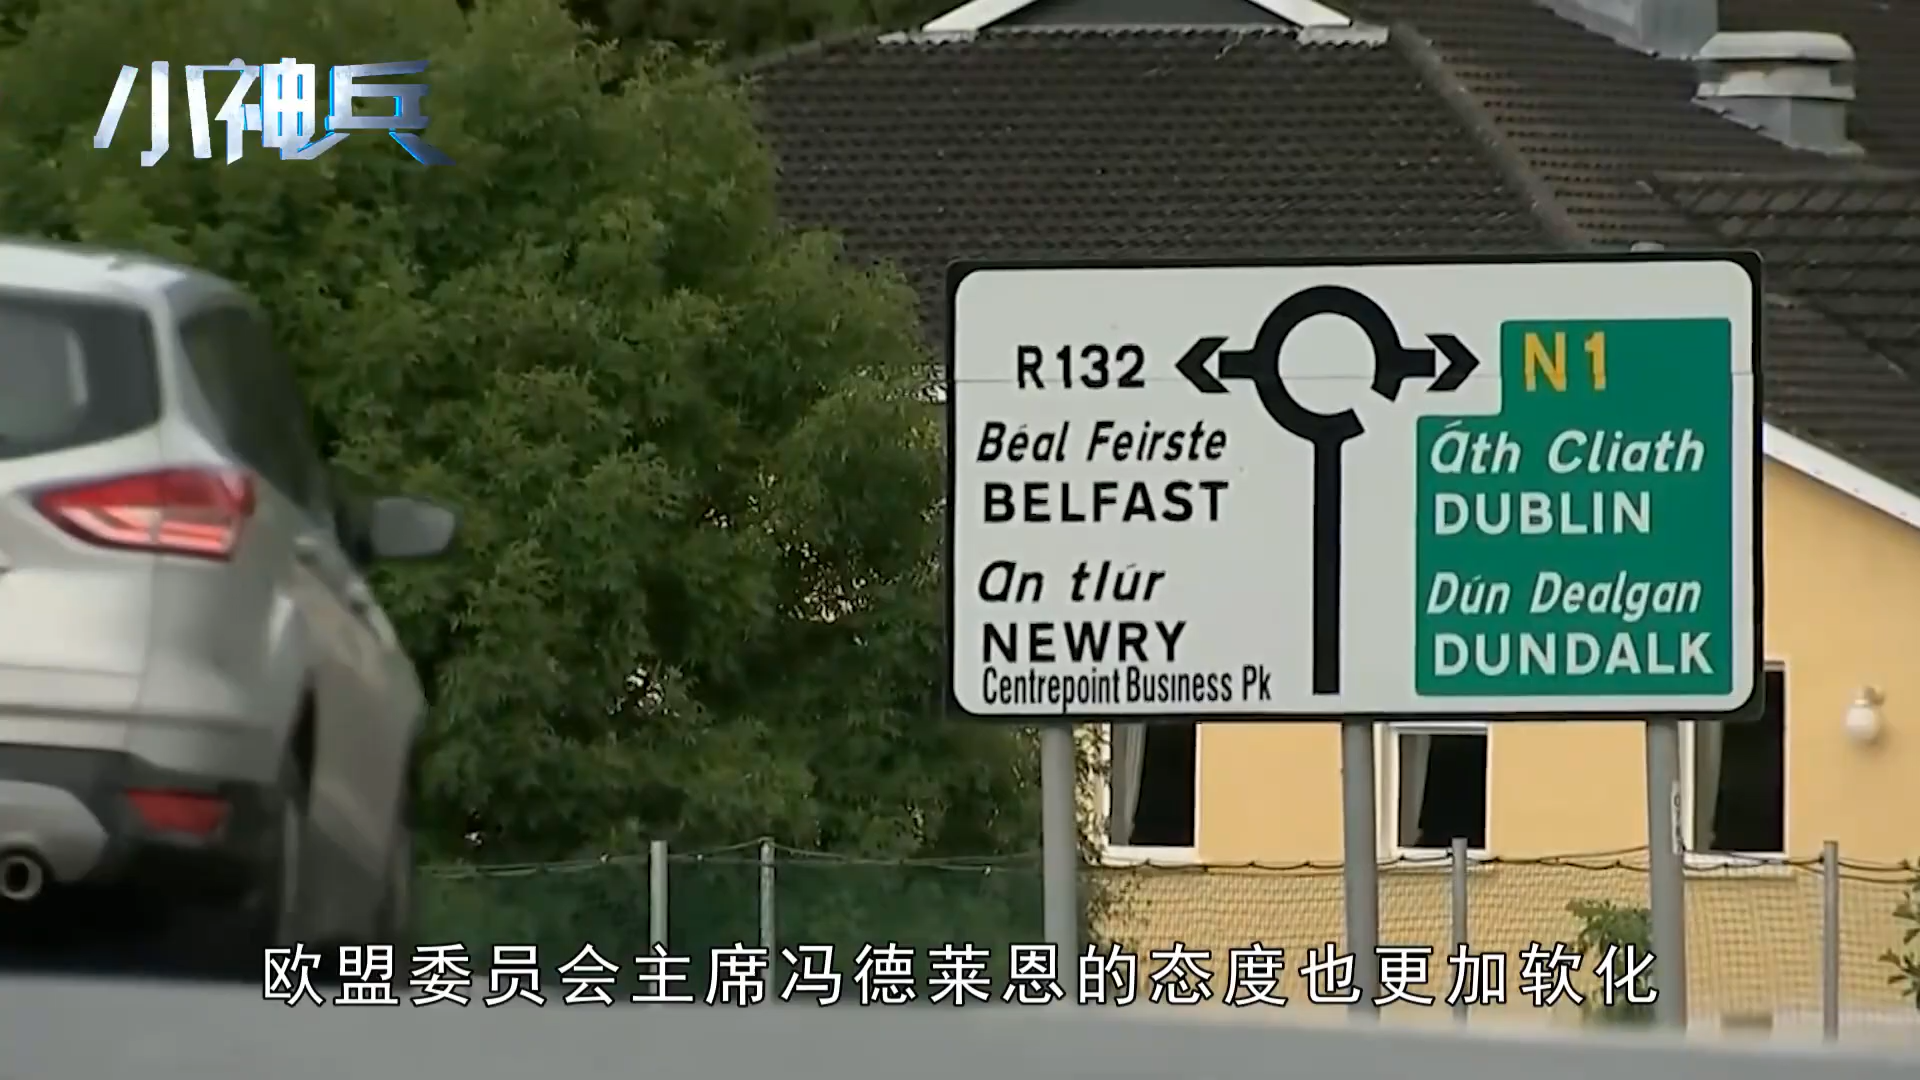 小神兵
R132
N1
Béal Feirste
BELFAST
An tIúr
NEWRY
Centrepoint Business Pk
Áth Cliath
DUBLIN
Dún Dealgan
DUNDALK
欧盟委员会主席冯德莱恩的态度也更加软化